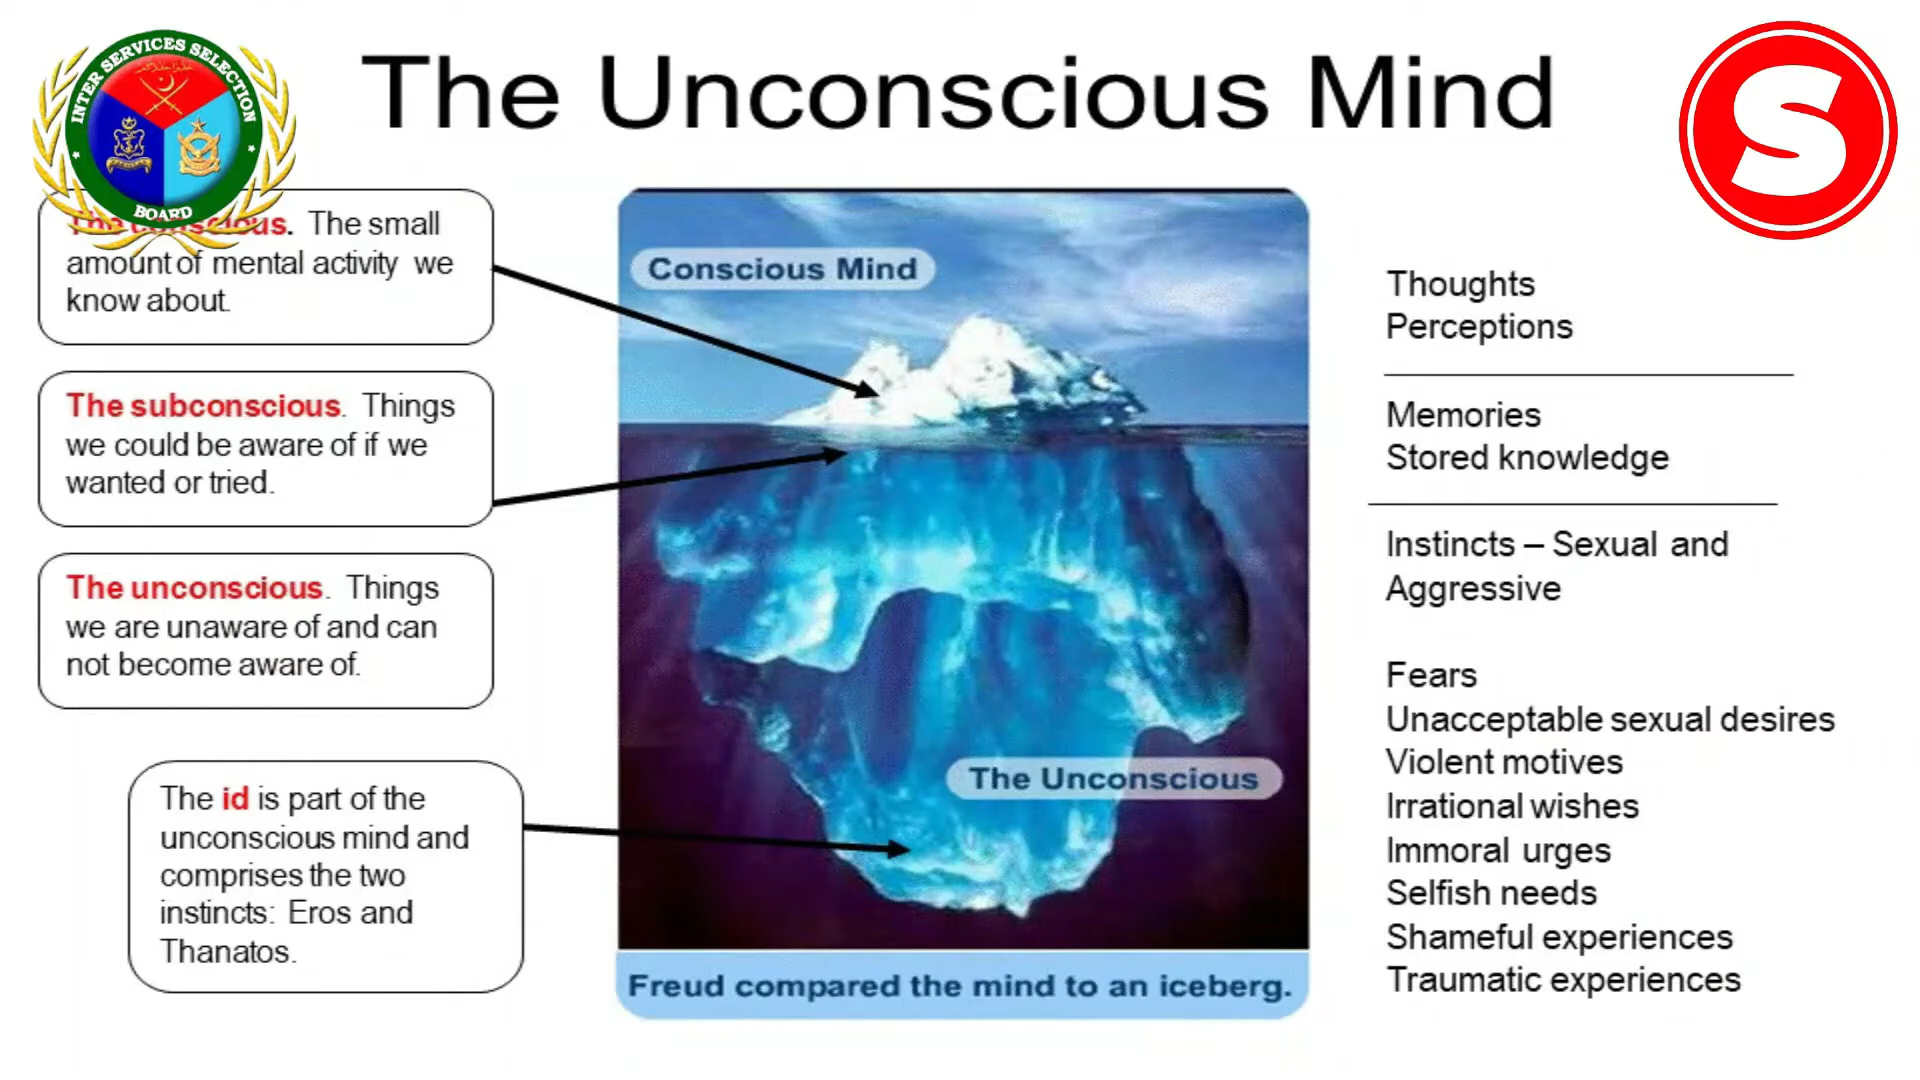 INTER SERVICES SELECTION
BOARD
The Unconscious Mind
S
The conscious. The small
amount of mental activity we
know about.
The subconscious. Things
we could be aware of if we
wanted or tried.
The unconscious. Things
we are unaware of and can
not become aware of.
The id is part of the
unconscious mind and
comprises the two
instincts: Eros and
Thanatos.
Conscious Mind
The Unconscious
Freud compared the mind to an iceberg.
Thoughts
Perceptions
Memories
Stored knowledge
Instincts – Sexual and
Aggressive
Fears
Unacceptable sexual desires
Violent motives
Irrational wishes
Immoral urges
Selfish needs
Shameful experiences
Traumatic experiences